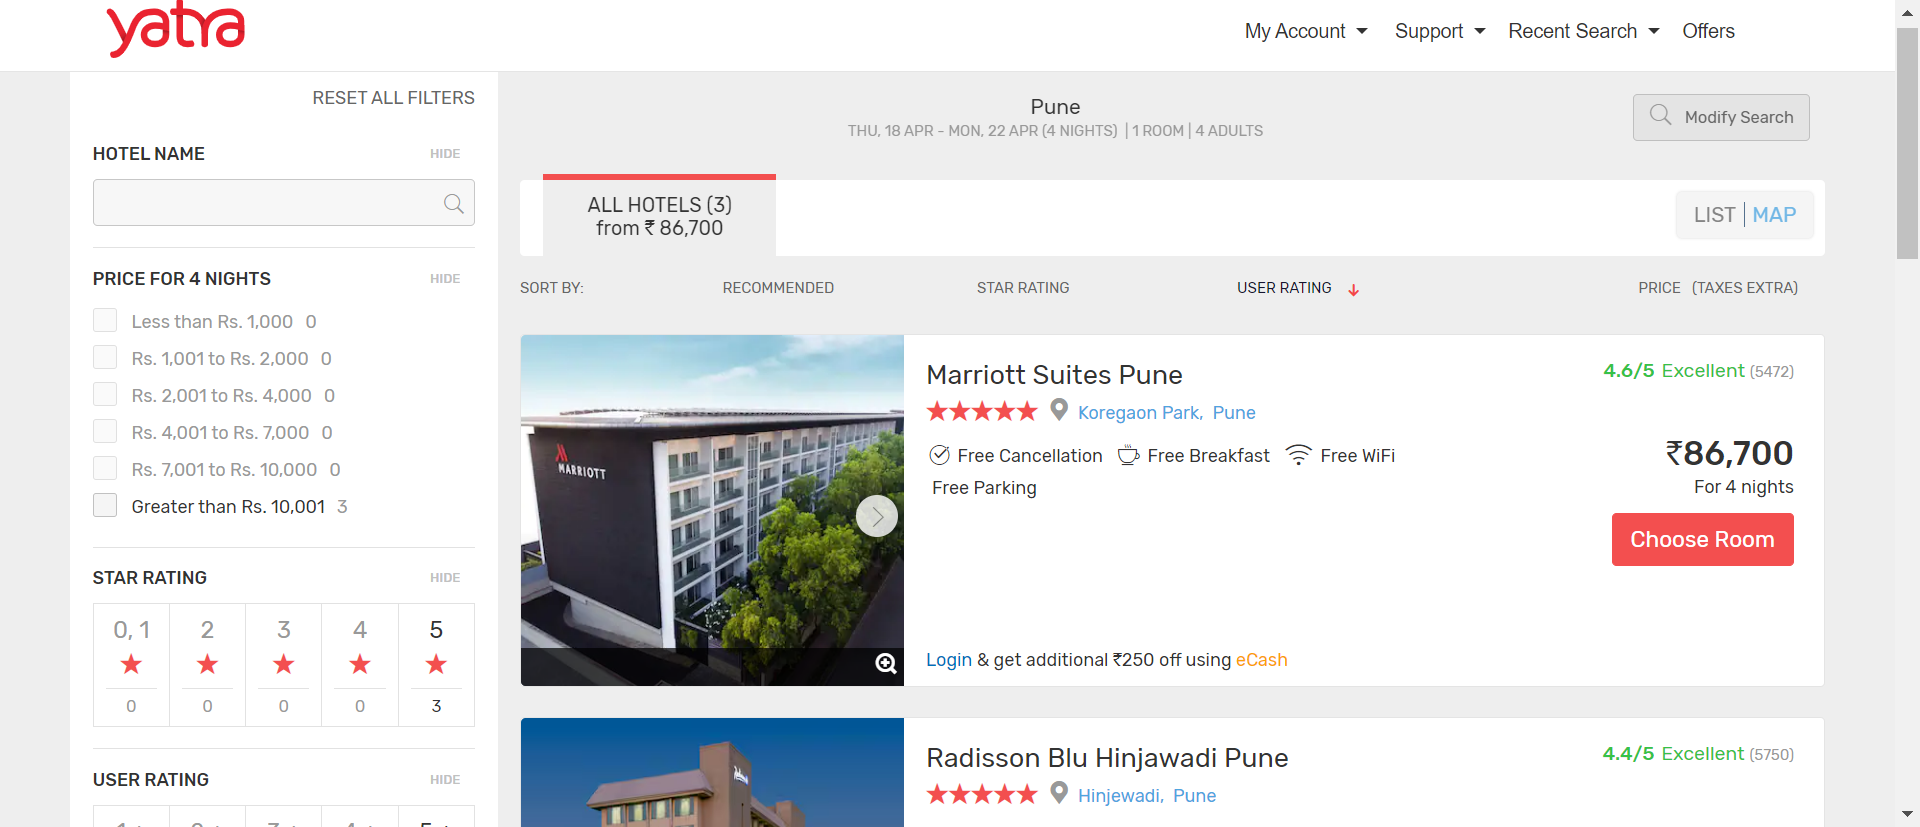 yatra
My Account
Support
Recent Search
Offers
RESET ALL FILTERS
HOTEL NAME
HIDE
PRICE FOR 4 NIGHTS
HIDE
Less than Rs. 1,000 0
Rs. 1,001 to Rs. 2,000 0
Rs. 2,001 to Rs. 4,000 0
Rs. 4,001 to Rs. 7,000 0
Rs. 7,001 to Rs. 10,000 0
Greater than Rs. 10,001 3
STAR RATING
HIDE
0, 1 2 3 4 5
0 0 0 0 3
USER RATING
HIDE
Pune
THU, 18 APR - MON, 22 APR (4 NIGHTS) | 1 ROOM | 4 ADULTS
Modify Search
ALL HOTELS (3)
from ₹ 86,700
LIST | MAP
SORT BY:
RECOMMENDED
STAR RATING
USER RATING
PRICE (TAXES EXTRA)
MARRIOTT
Marriott Suites Pune
4.6/5 Excellent (5472)
Koregaon Park, Pune
Free Cancellation
Free Breakfast
Free WiFi
Free Parking
₹86,700
For 4 nights
Choose Room
Login & get additional ₹250 off using eCash
Radisson Blu Hinjawadi Pune
4.4/5 Excellent (5750)
Hinjewadi, Pune